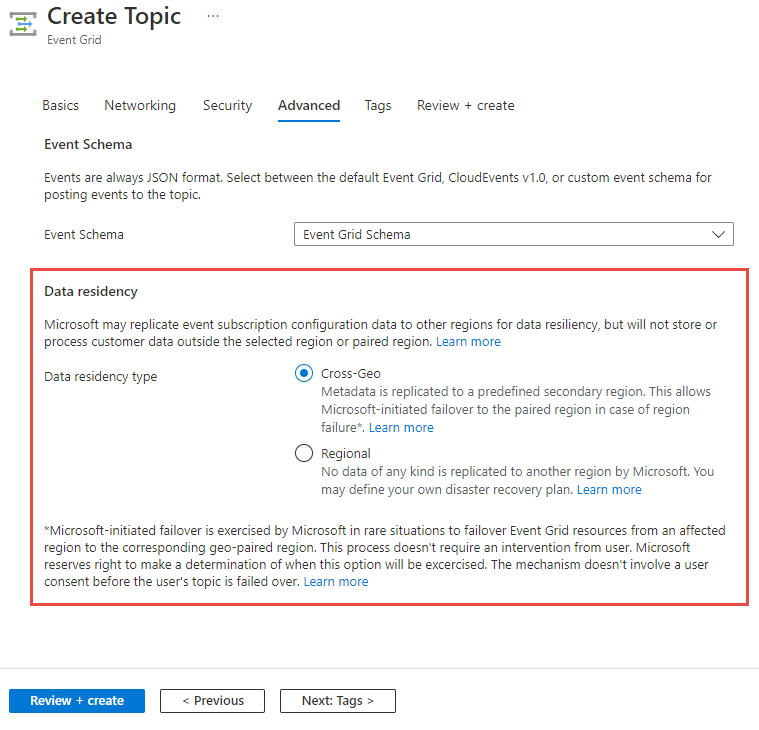 Create Topic ...
Event Grid
Basics Networking Security Advanced Tags Review + create
Event Schema
Events are always JSON format. Select between the default Event Grid, CloudEvents v1.0, or custom event schema for
posting events to the topic.
Event Schema Event Grid Schema
Data residency
Microsoft may replicate event subscription configuration data to other regions for data resiliency, but will not store or
process customer data outside the selected region or paired region. Learn more
Data residency type
Cross-Geo
Metadata is replicated to a predefined secondary region. This allows
Microsoft-initiated failover to the paired region in case of region
failure*. Learn more
Regional
No data of any kind is replicated to another region by Microsoft. You
may define your own disaster recovery plan. Learn more
*Microsoft-initiated failover is exercised by Microsoft in rare situations to failover Event Grid resources from an affected
region to the corresponding geo-paired region. This process doesn't require an intervention from user. Microsoft
reserves right to make a determination of when this option will be excercised. The mechanism doesn't involve a user
consent before the user's topic is failed over. Learn more
Review + create < Previous Next: Tags >